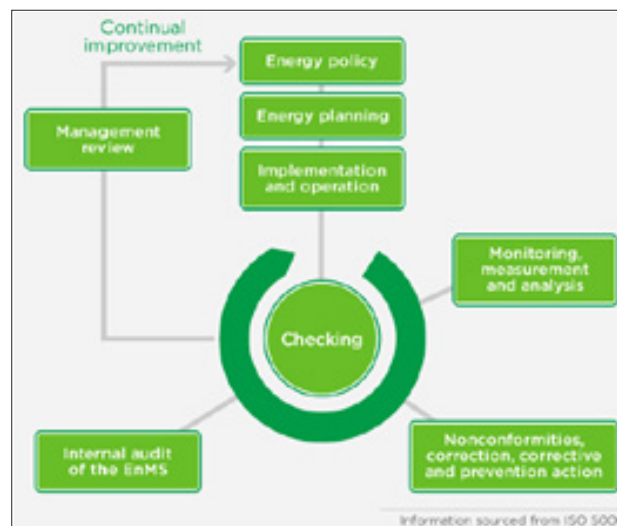 Continual
improvement
Energy policy
Energy planning
Management
review
Implementation
and operation
Monitoring,
measurement
and analysis
Checking
Internal audit
of the EnMS
Nonconformities,
correction, corrective
and prevention action
Information sourced from ISO 500